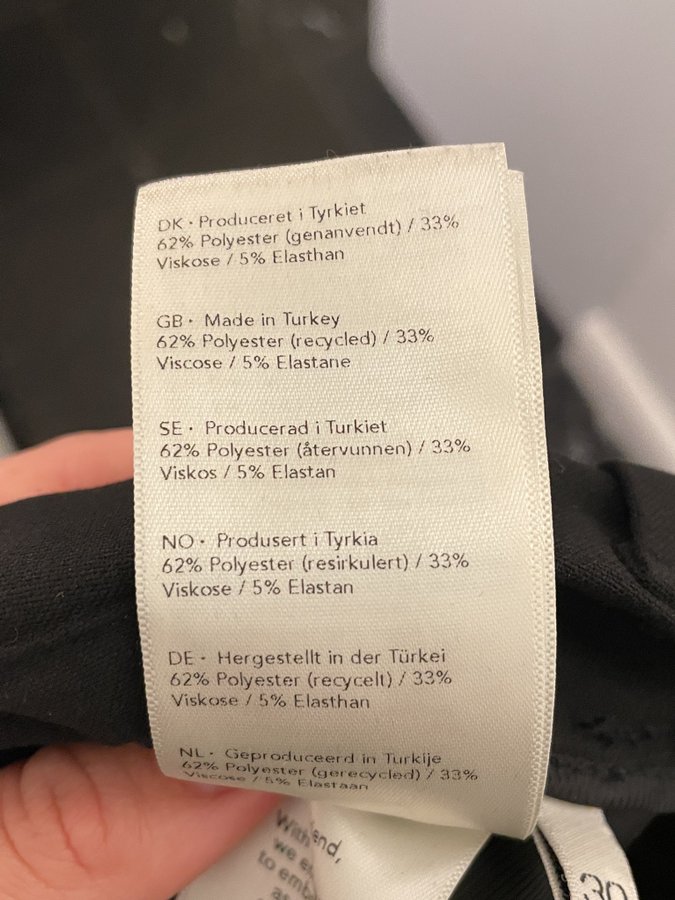 DK · Produceret i Tyrkiet
62% Polyester (genanvendt) / 33%
Viskose / 5% Elasthan
GB · Made in Turkey
62% Polyester (recycled) / 33%
Viscose / 5% Elastane
SE · Producerad i Turkiet
62% Polyester (återvunnen) / 33%
Viskos / 5% Elastan
NO · Produsert i Tyrkia
62% Polyester (resirkulert) / 33%
Viskose / 5% Elastan
DE · Hergestellt in der Türkei
62% Polyester (recycelt) / 33%
Viskose / 5% Elasthan
NL · Geproduceerd in Turkije
62% Polyester (gerecycled) / 33%
Viscose / 5% Elastaan
we
to
30